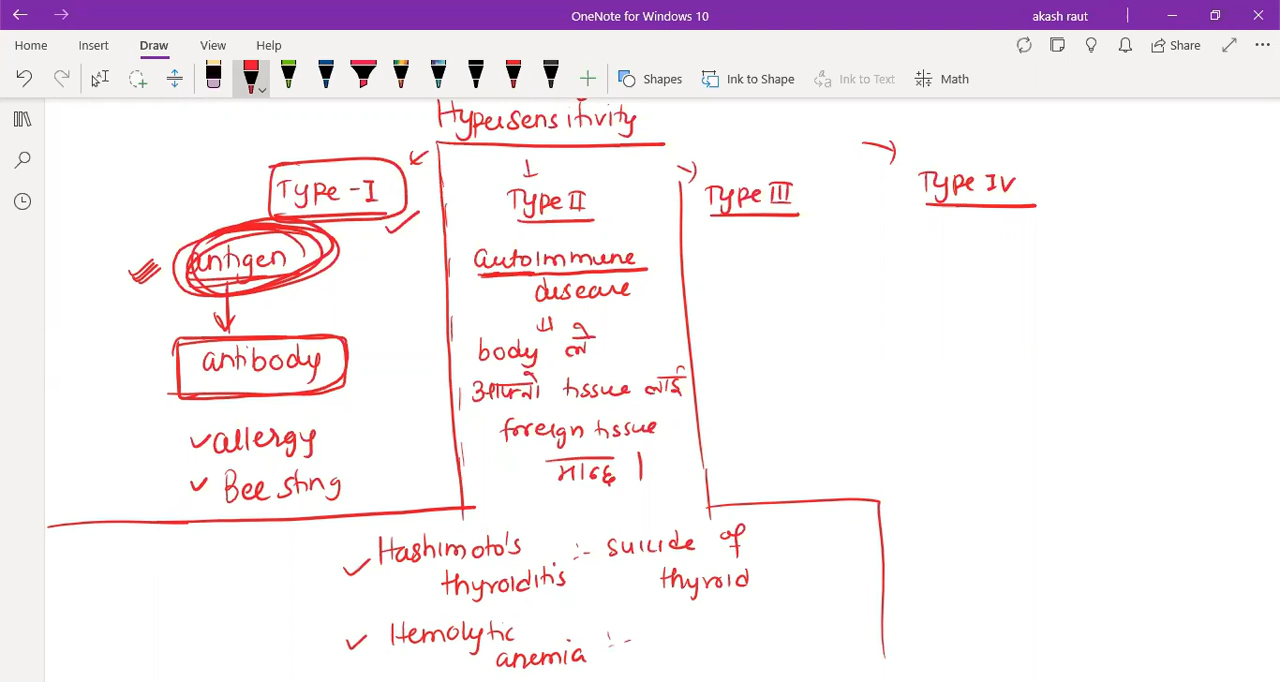 OneNote for Windows 10
akash raut
Home Insert Draw View Help
Share
Shapes Ink to Shape Ink to Text Math
Hypersensitivity
Type -I
Type II
Type III
Type IV
antigen
antibody
allergy
Bee sting
autoimmune
disease
body ले
आफ्नो tissue लाई
foreign tissue
मान्छ।
Hashimoto's
thyroiditis :- suicide of
thyroid
Hemolytic
anemia :-